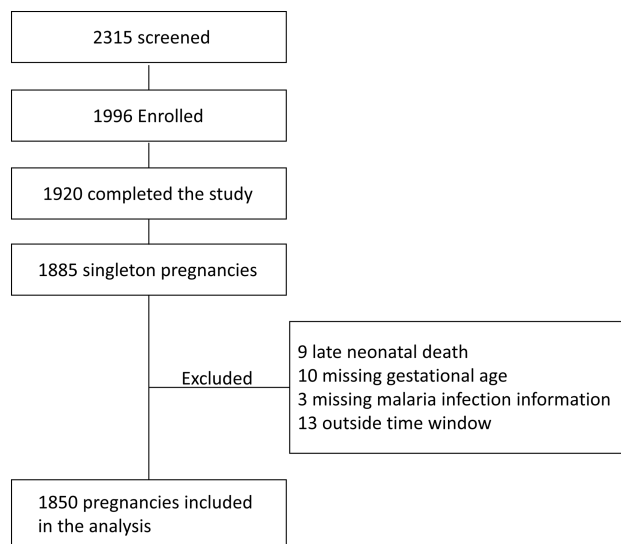 2315 screened
1996 Enrolled
1920 completed the study
1885 singleton pregnancies
Excluded
9 late neonatal death
10 missing gestational age
3 missing malaria infection information
13 outside time window
1850 pregnancies included
in the analysis